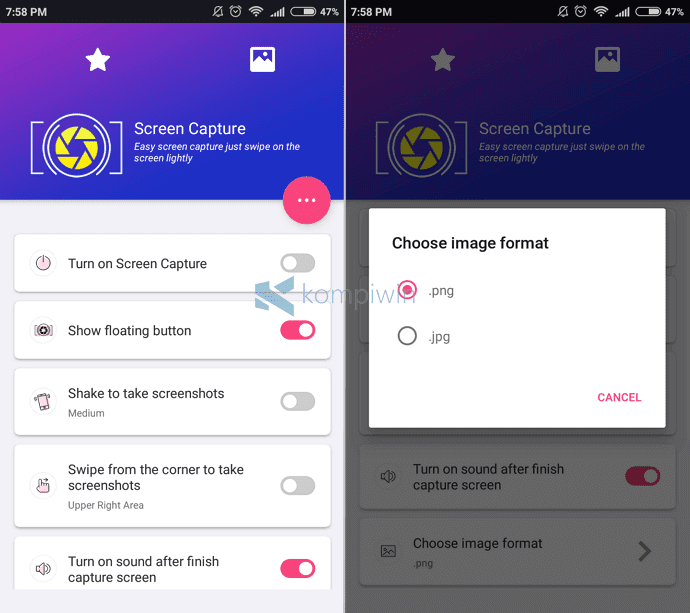 7:58 PM
47%
Screen Capture
Easy screen capture just swipe on the
screen lightly
Turn on Screen Capture
Show floating button
Shake to take screenshots
Medium
Swipe from the corner to take
screenshots
Upper Right Area
Turn on sound after finish
capture screen
7:58 PM
47%
Screen Capture
Easy screen capture just swipe on the
screen lightly
Choose image format
.png
.jpg
CANCEL
Turn on sound after finish
capture screen
Choose image format
.png
kompiwin